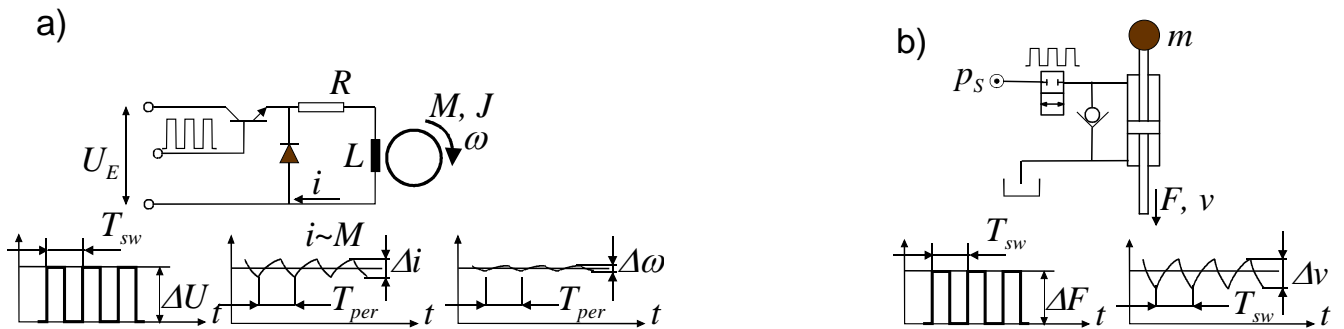 a)
R
M, J
ω
U_E
L
i
T_sw
ΔU
t
i~M
Δi
T_per
t
Δω
T_per
t
b)
m
p_S
F, v
T_sw
ΔF
t
Δv
T_sw
t